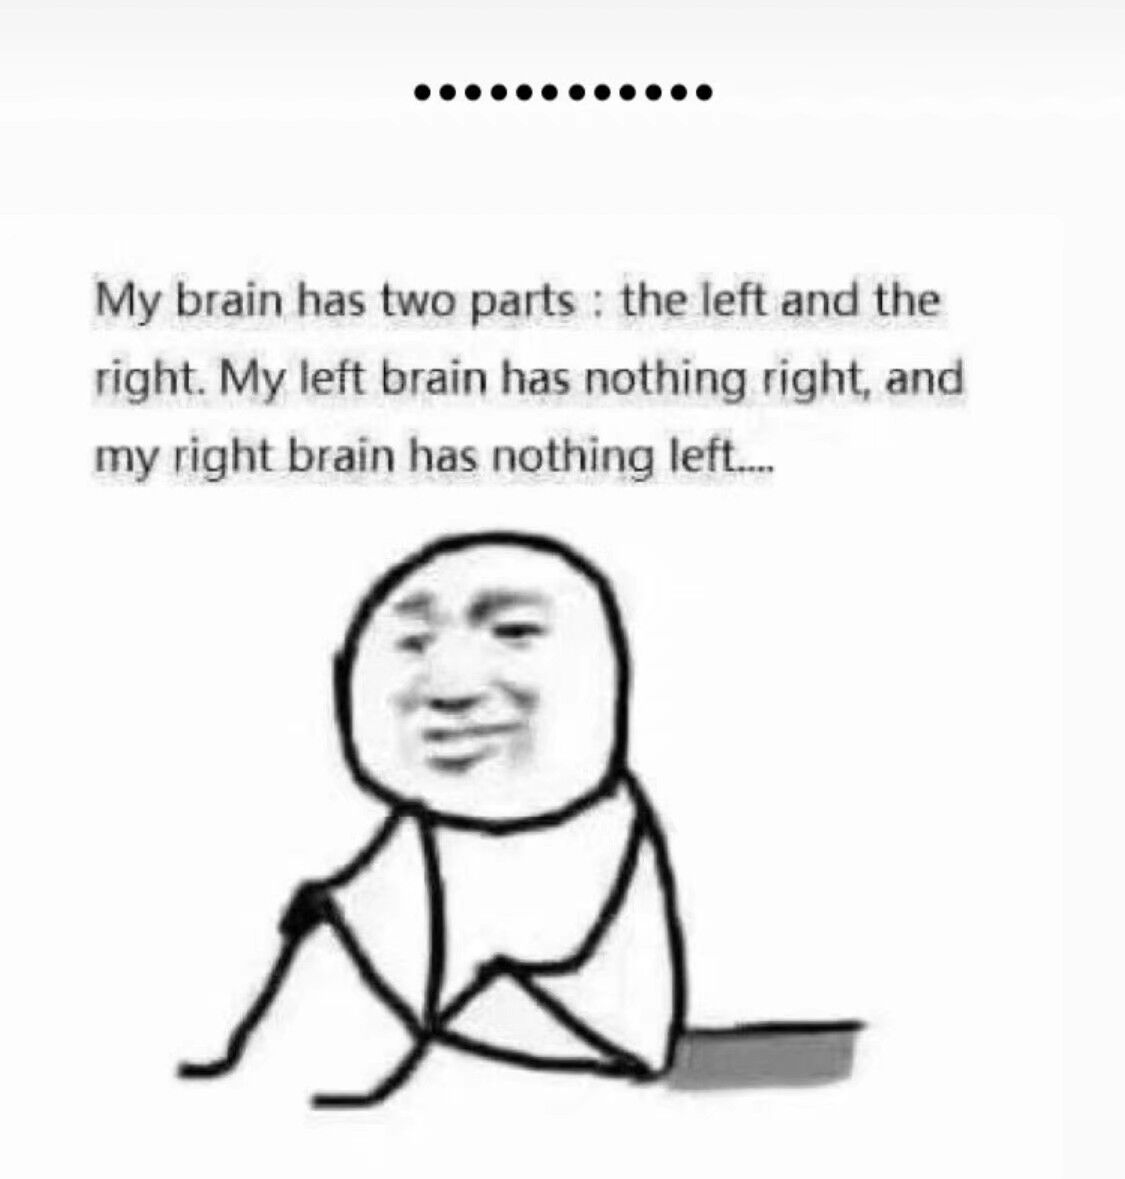 ............
My brain has two parts : the left and the
right. My left brain has nothing right, and
my right brain has nothing left....